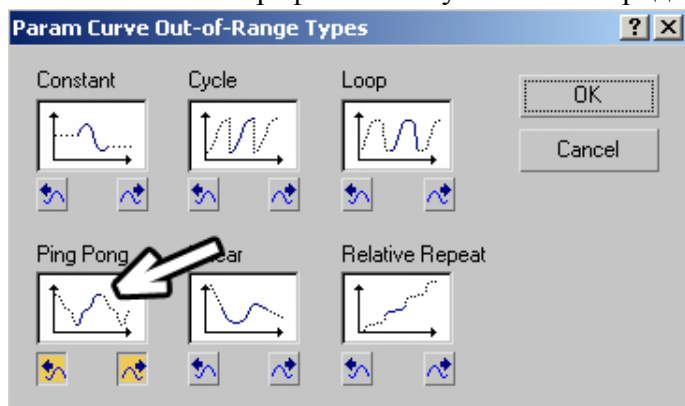 Param Curve Out-of-Range Types
Constant Cycle Loop
OK
Cancel
Ping Pong Relative Repeat